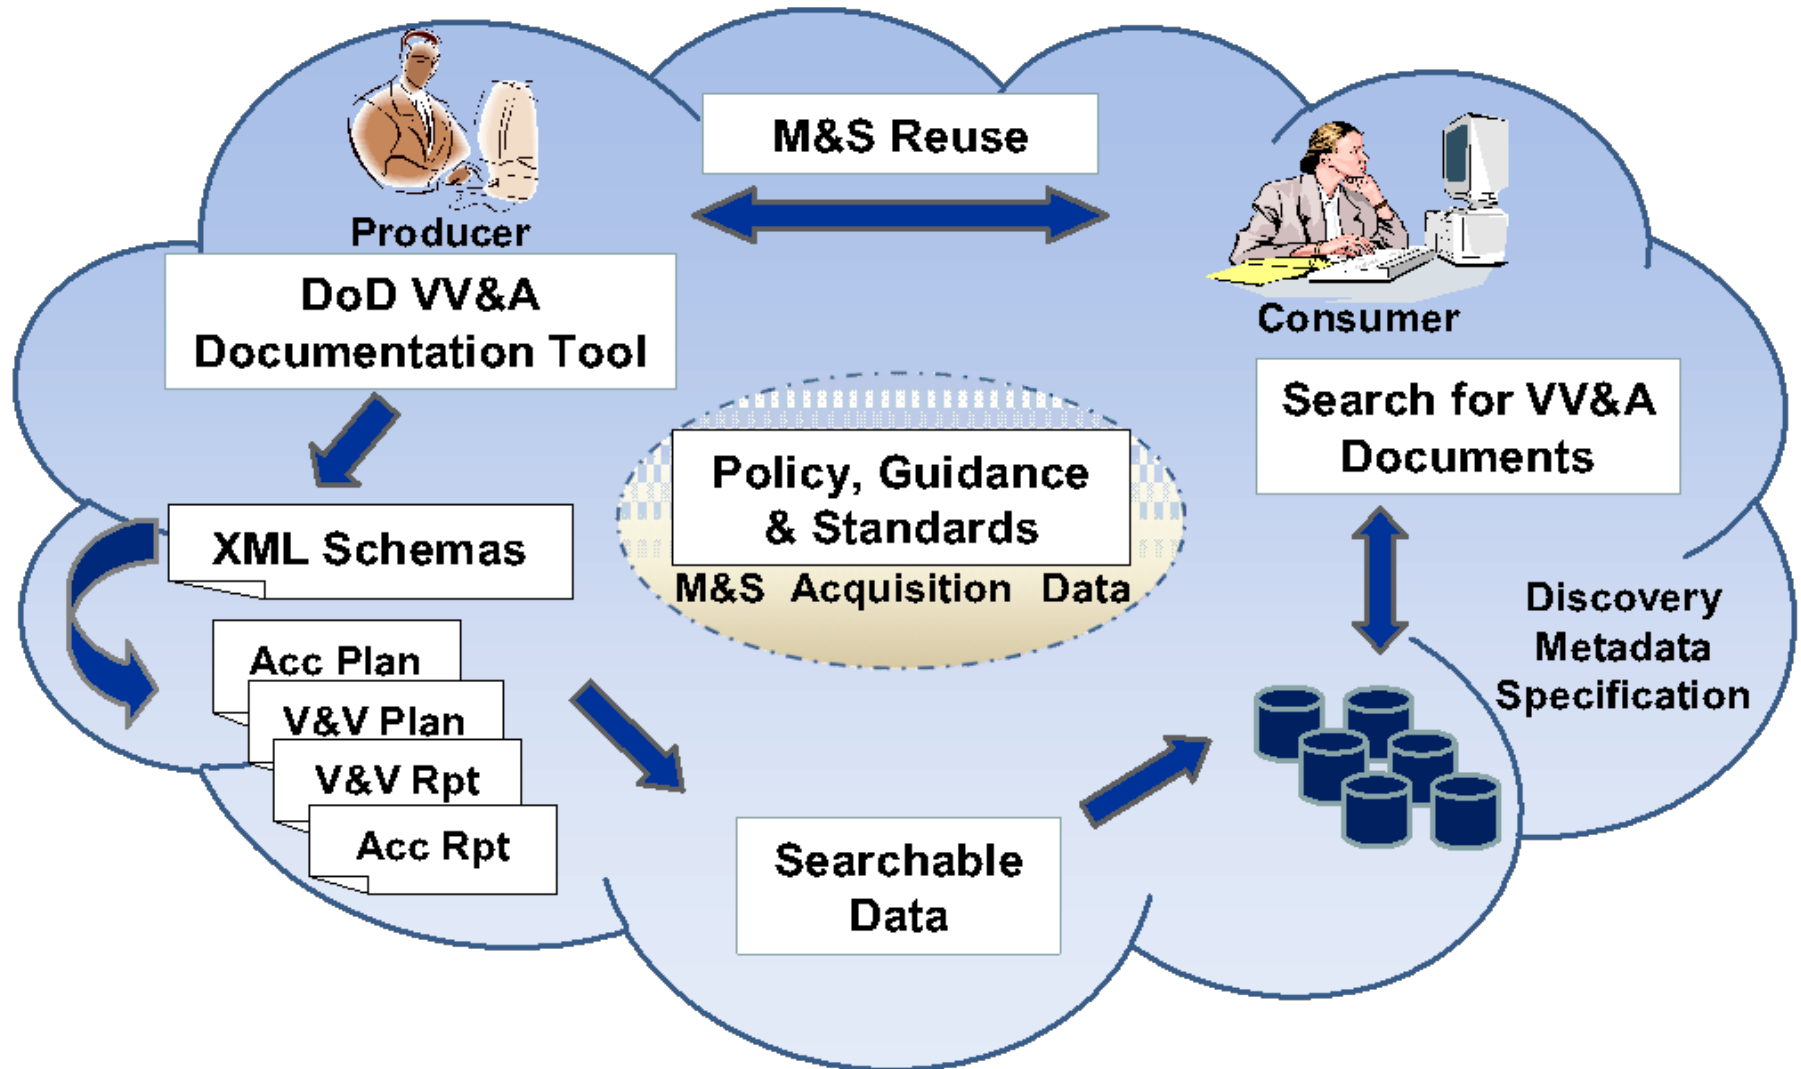 M&S Reuse
Producer
DoD VV&A
Documentation Tool
Consumer
Search for VV&A
Documents
Policy, Guidance
& Standards
M&S Acquisition Data
XML Schemas
Acc Plan
V&V Plan
V&V Rpt
Acc Rpt
Searchable
Data
Discovery
Metadata
Specification